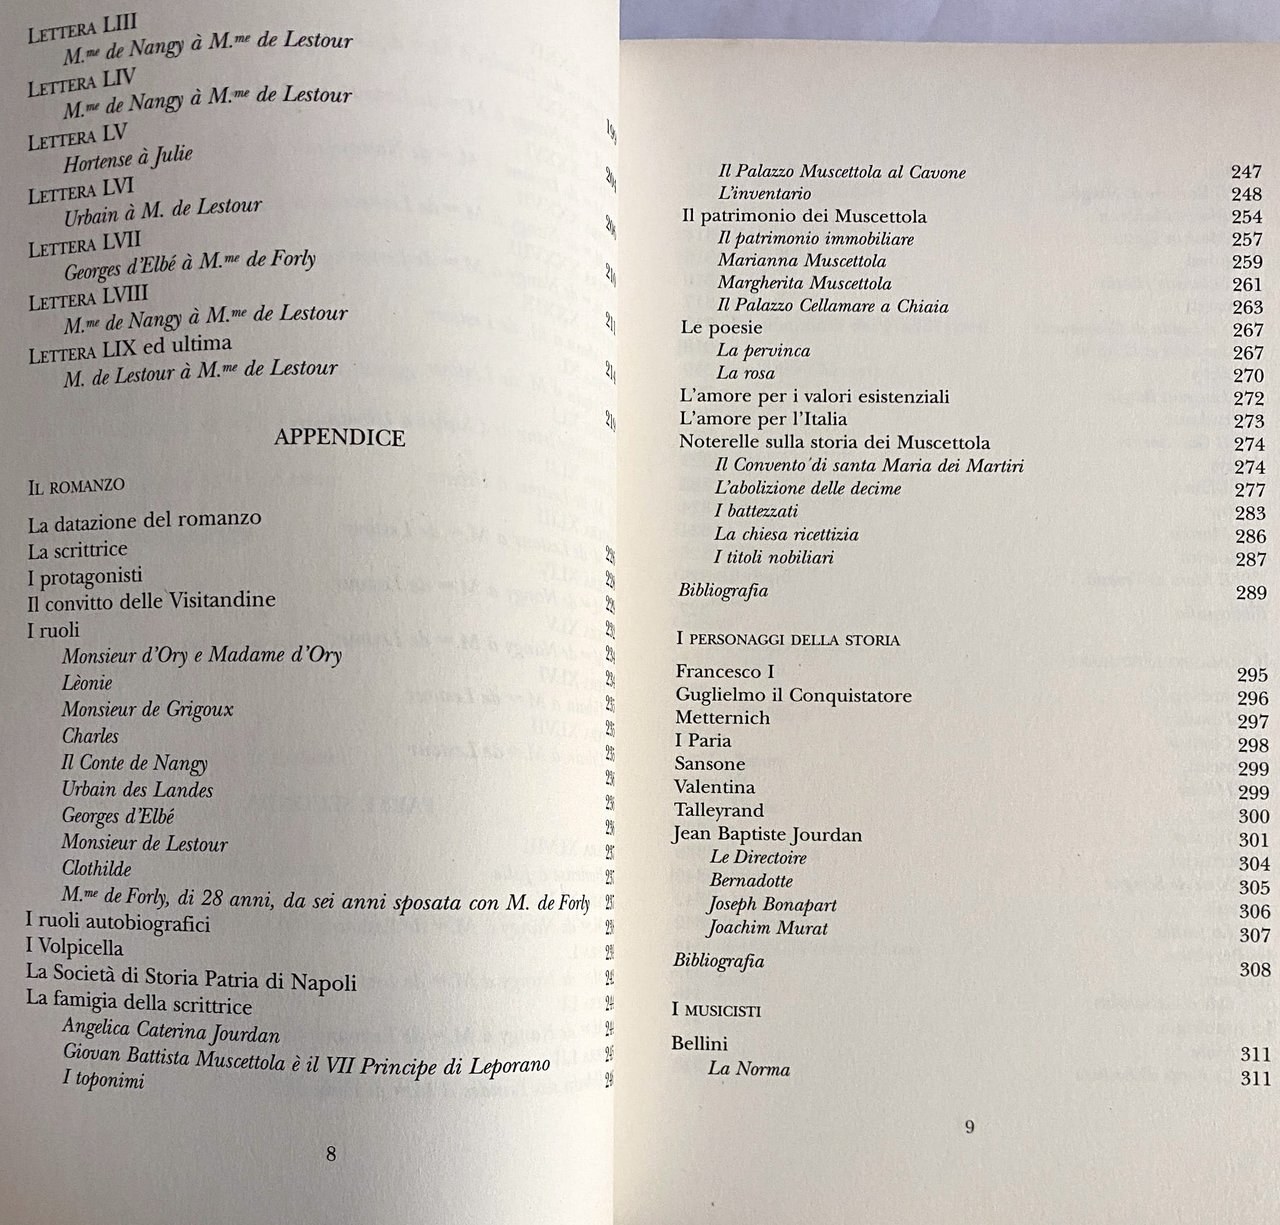 LETTERA LIII
M.me de Nangy à M.me de Lestour
LETTERA LIV
M.me de Nangy à M.me de Lestour
LETTERA LV
Hortense à Julie
LETTERA LVI
Urbain à M. de Lestour
LETTERA LVII
Georges d'Elbé à M.me de Forly
LETTERA LVIII
M.me de Nangy à M.me de Lestour
LETTERA LIX ed ultima
M. de Lestour à M.me de Lestour
APPENDICE
IL ROMANZO
La datazione del romanzo
La scrittrice
I protagonisti
Il convitto delle Visitandine
I ruoli
Monsieur d'Ory e Madame d'Ory
Lèonie
Monsieur de Grigoux
Charles
Il Conte de Nangy
Urbain des Landes
Georges d'Elbé
Monsieur de Lestour
Clothilde
M.me de Forly, di 28 anni, da sei anni sposata con M. de Forly
I ruoli autobiografici
I Volpicella
La Società di Storia Patria di Napoli
La famigia della scrittrice
Angelica Caterina Jourdan
Giovan Battista Muscettola è il VII Principe di Leporano
I toponimi
8
Il Palazzo Muscettola al Cavone 247
L'inventario 248
Il patrimonio dei Muscettola 254
Il patrimonio immobiliare 257
Marianna Muscettola 259
Margherita Muscettola 261
Il Palazzo Cellamare a Chiaia 263
Le poesie 267
La pervinca 267
La rosa 270
L'amore per i valori esistenziali 272
L'amore per l'Italia 273
Noterelle sulla storia dei Muscettola 274
Il Convento di santa Maria dei Martiri 274
L'abolizione delle decime 277
I battezzati 283
La chiesa ricettizia 286
I titoli nobiliari 287
Bibliografia 289
I PERSONAGGI DELLA STORIA
Francesco I 295
Guglielmo il Conquistatore 296
Metternich 297
I Paria 298
Sansone 299
Valentina 299
Talleyrand 300
Jean Baptiste Jourdan 301
Le Directoire 304
Bernadotte 305
Joseph Bonapart 306
Joachim Murat 307
Bibliografia 308
I MUSICISTI
Bellini 311
La Norma 311
9